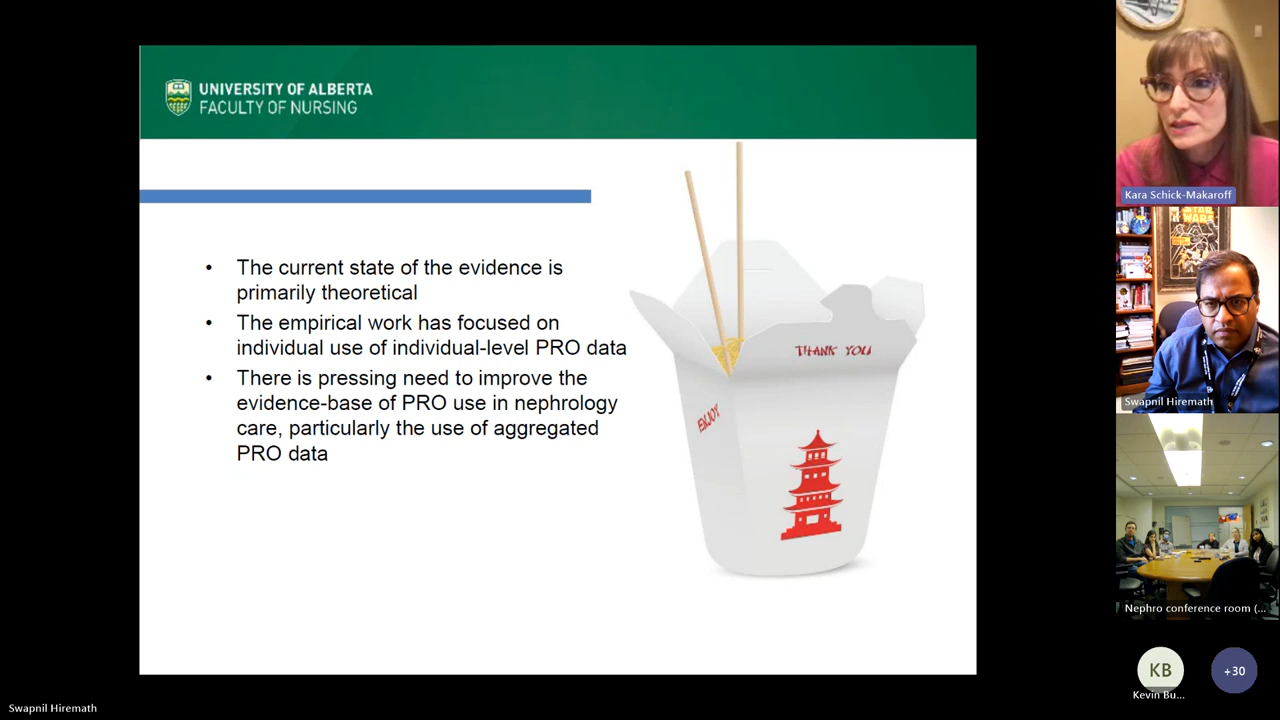 UNIVERSITY OF ALBERTA
FACULTY OF NURSING
• The current state of the evidence is
primarily theoretical
• The empirical work has focused on
individual use of individual-level PRO data
• There is pressing need to improve the
evidence-base of PRO use in nephrology
care, particularly the use of aggregated
PRO data
THANK YOU
ENJOY
Kara Schick-Makaroff
STAR
WARS
Swapnil Hiremath
Nephro conference room (...
KB
+30
Kevin Bu...
Swapnil Hiremath